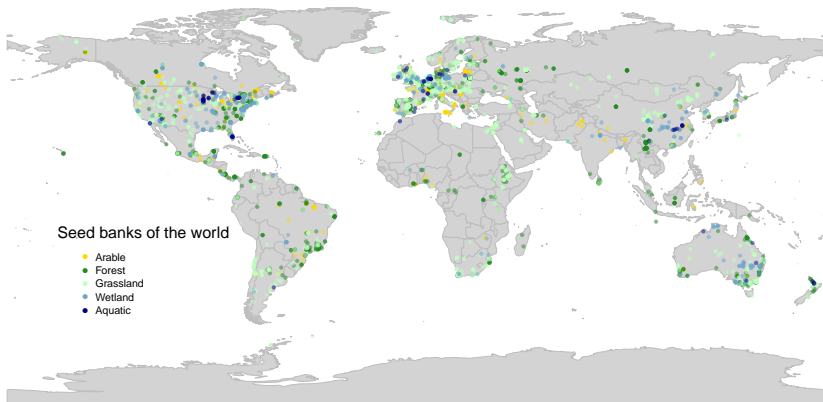 Seed banks of the world
Arable
Forest
Grassland
Wetland
Aquatic